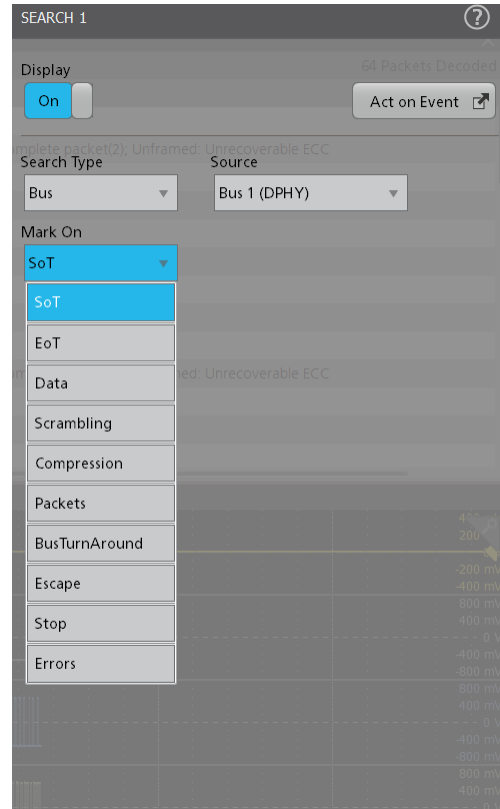 SEARCH 1
?
64 Packets Decoded
Display
On
Act on Event
mplete packet(2), Unframed: Unrecoverable ECC
Search Type Source
Bus Bus 1 (DPHY)
Mark On
SoT
SoT
EoT
ned: Unrecoverable ECC
Data
Scrambling
Compression
Packets
200
BusTurnAround
-200 mV
Escape
-400 mV
800 mV
Stop
400 mV
0 V
-400 mV
Errors
-800 mV
800 mV
400 mV
0 V
-400 mV
-800 mV
800 mV
400 mV